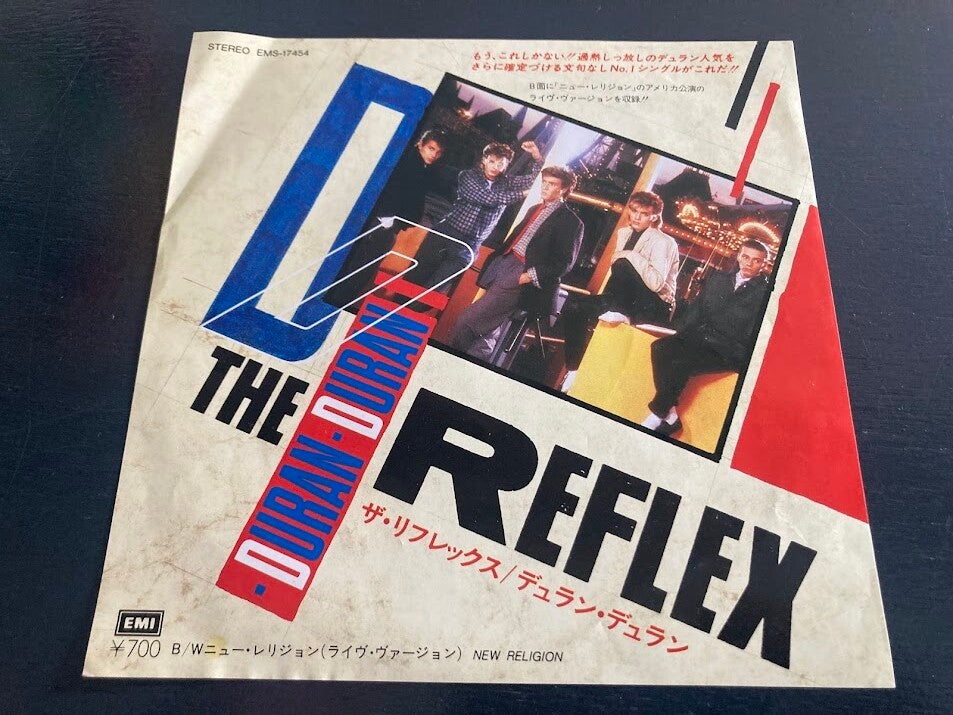 STEREO EMS-17454
もう、これしかない!! 過熱しっ放しのデュラン人気を
さらに確定づける文句なしNo.1シングルがこれだ!!
B面に「ニュー・レリジョン」のアメリカ公演の
ライヴ・ヴァージョンを収録!!
D
THE
REFLEX
・DURAN・DURAN
ザ・リフレックス/デュラン・デュラン
EMI
¥700 B/Wニュー・レリジョン(ライヴ・ヴァージョン) NEW RELIGION